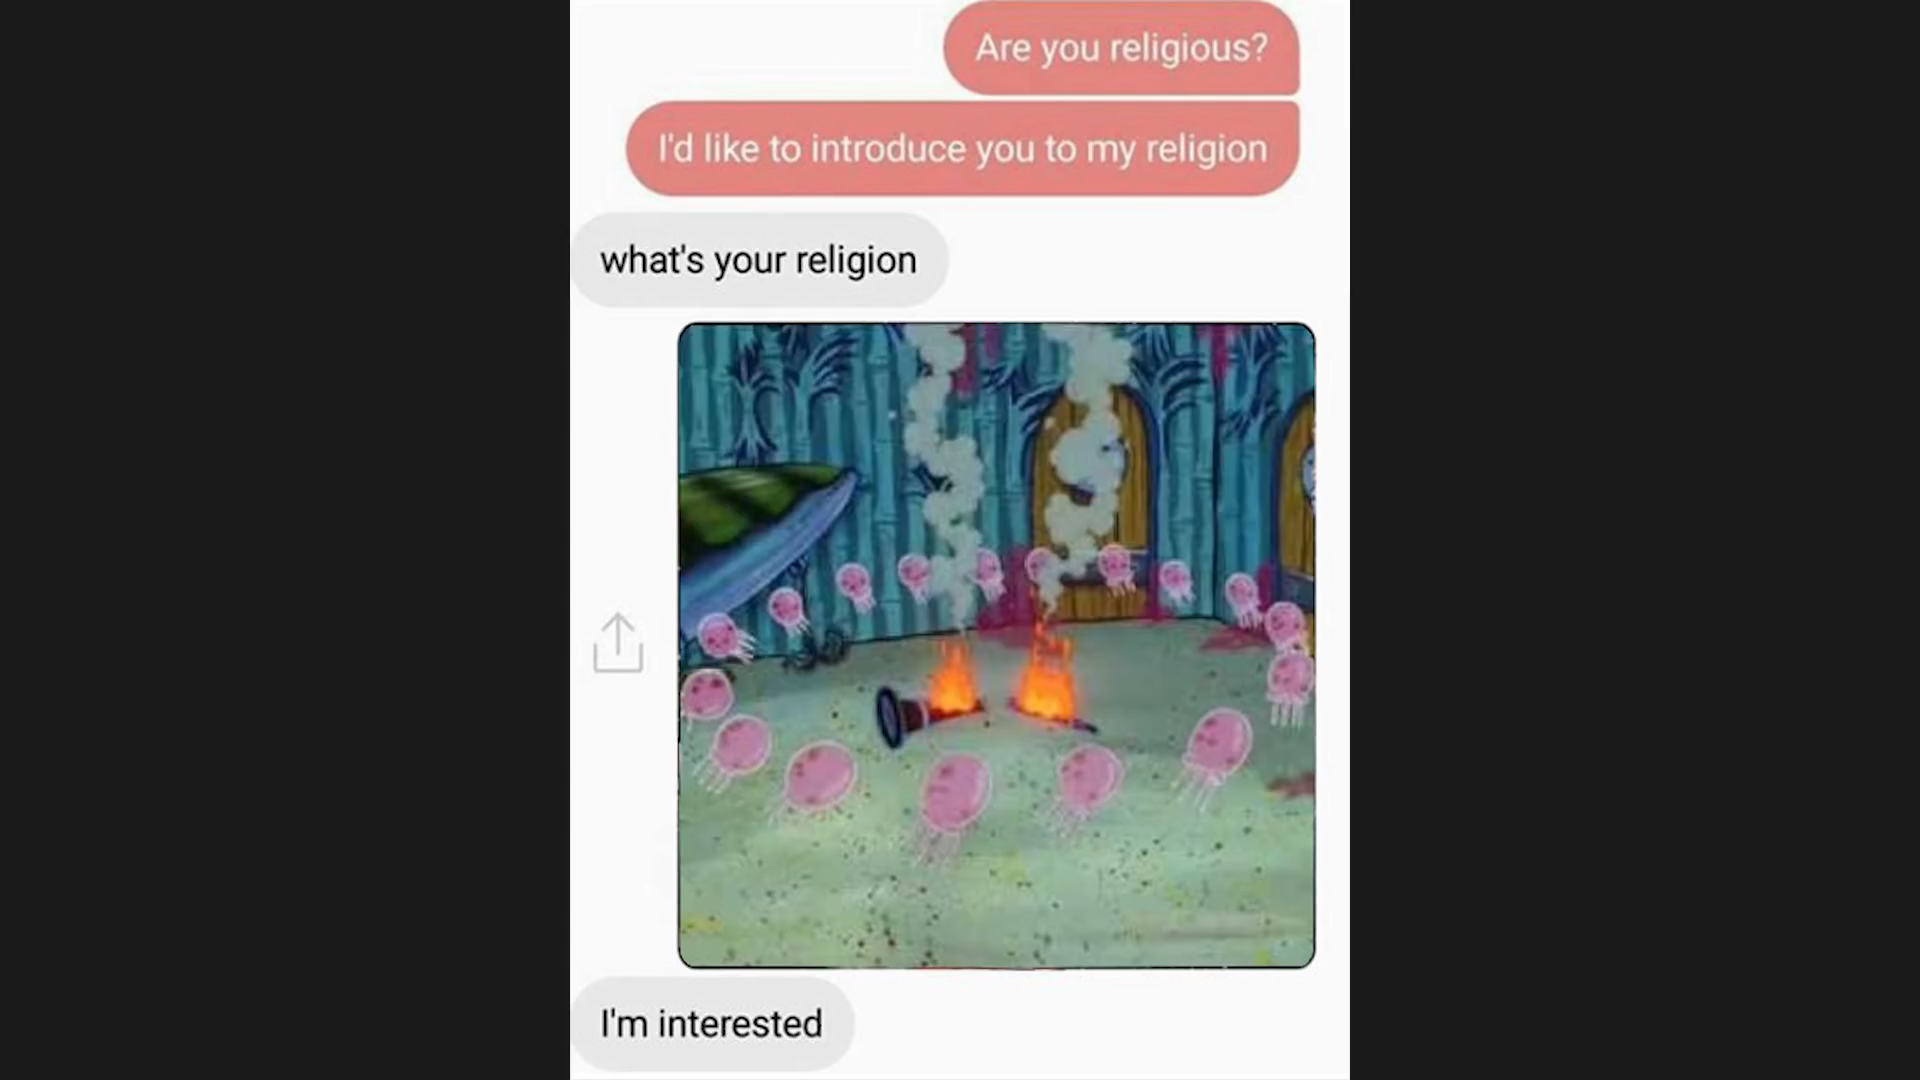 Are you religious?
I'd like to introduce you to my religion
what's your religion
I'm interested